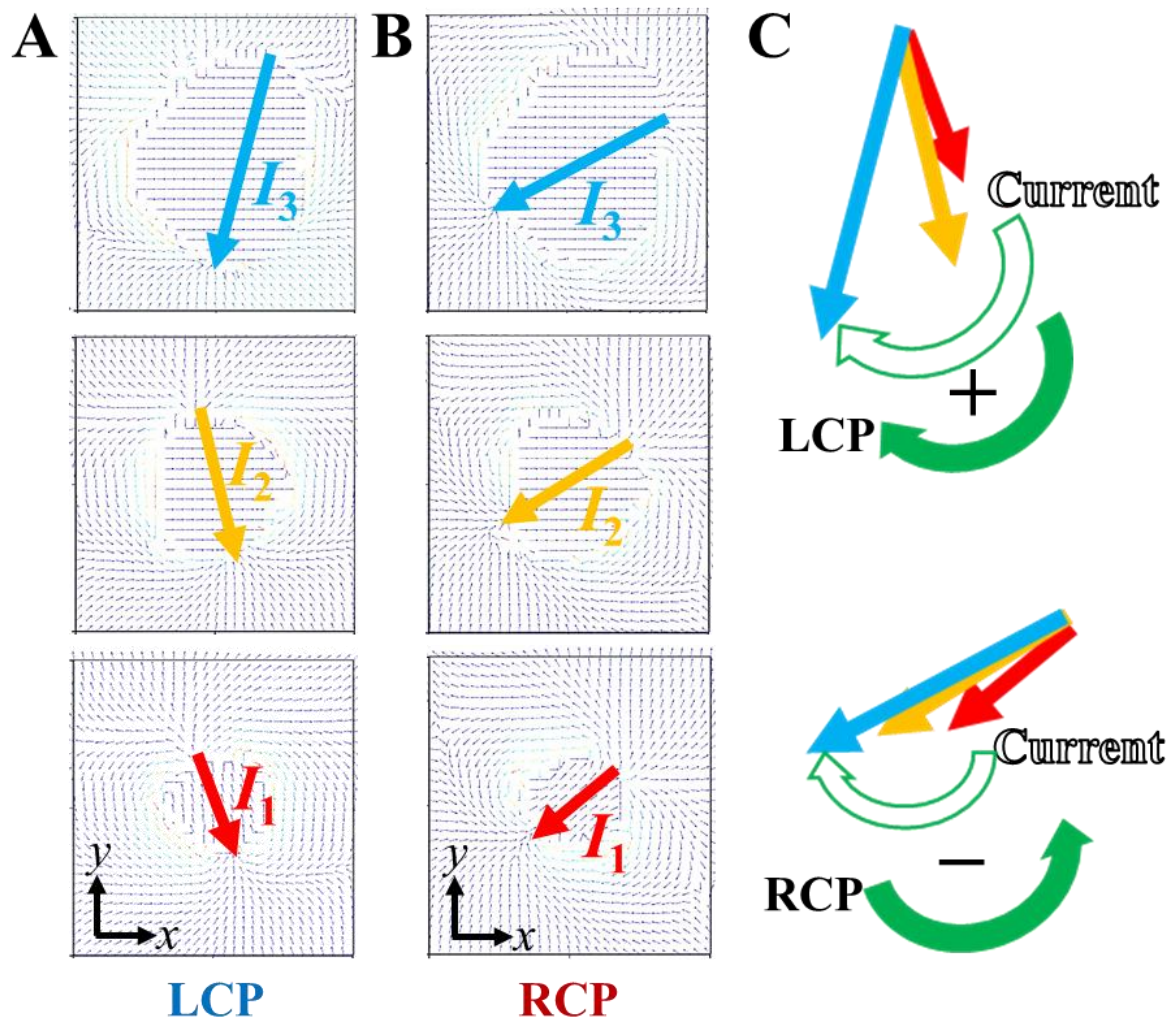 A
B
C
I3
I3
Current
+
LCP
I2
I2
Current
−
RCP
I1
I1
y
x
y
x
LCP
RCP